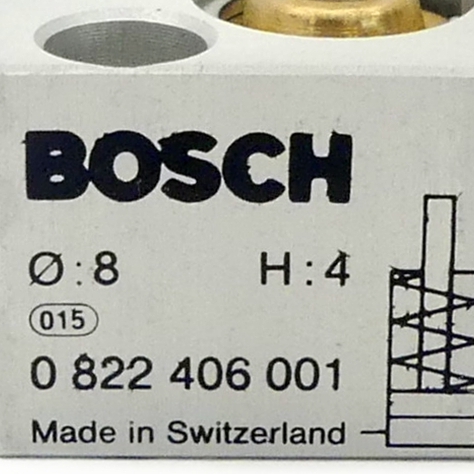 BOSCH
Ø:8 H:4
015
0 822 406 001
Made in Switzerland